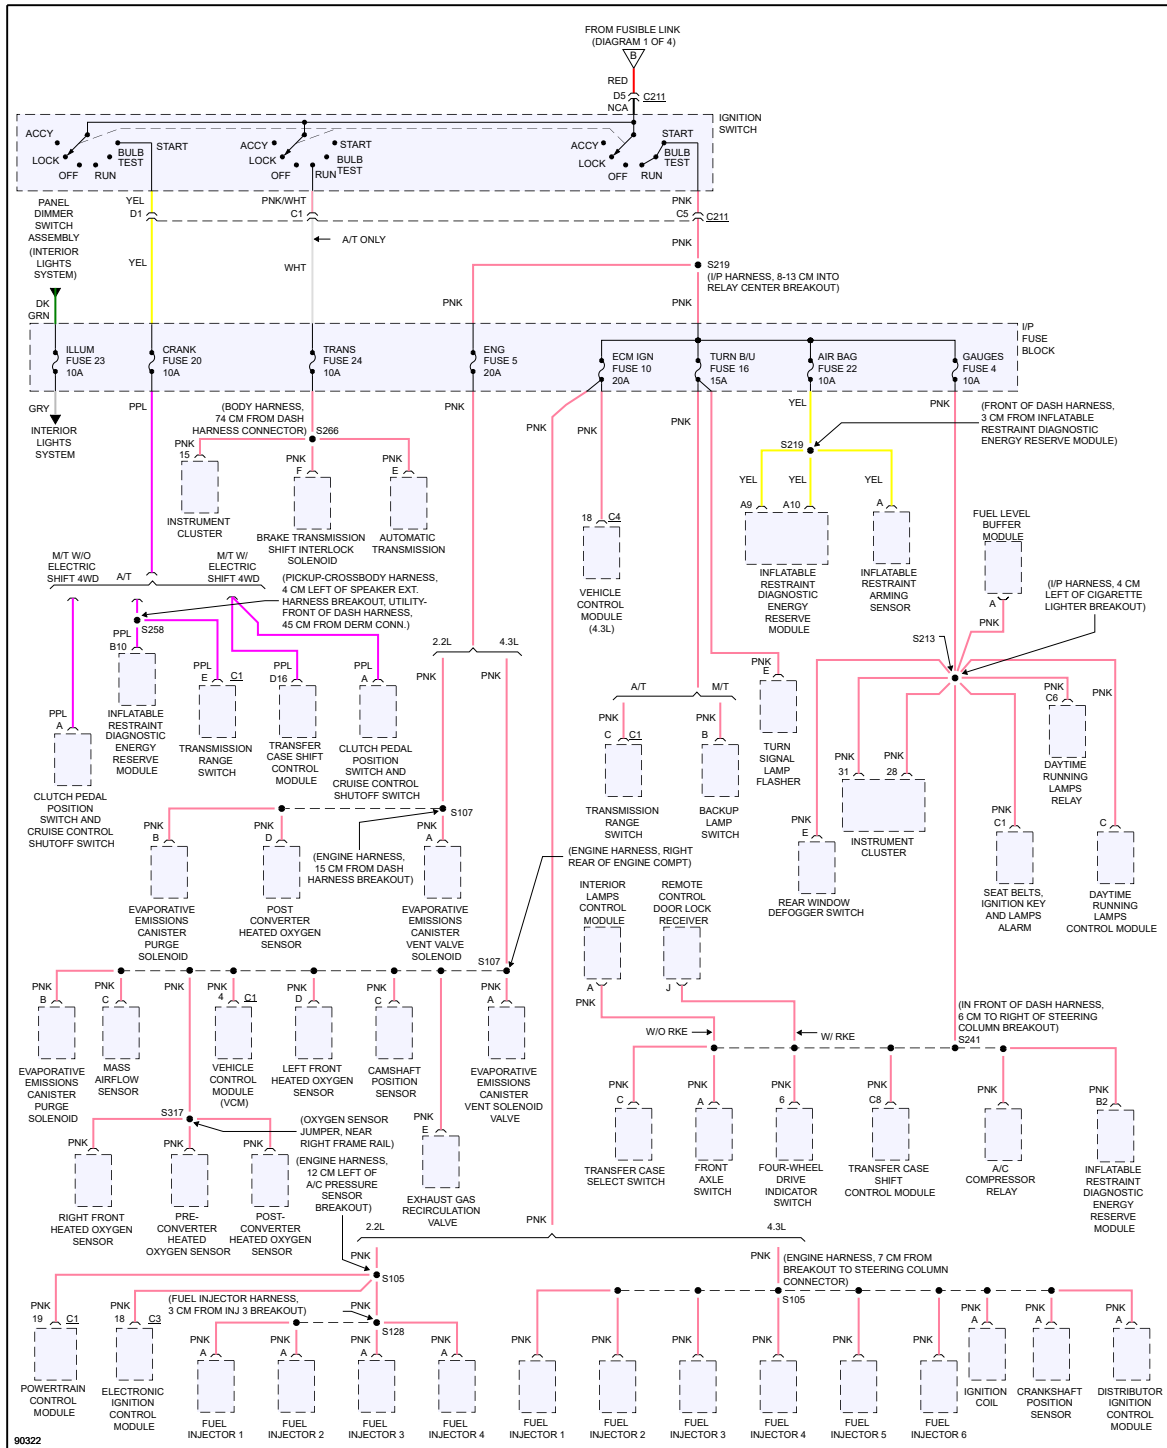 FROM FUSIBLE LINK
(DIAGRAM 1 OF 4)
B
RED
D5
C211
NCA
IGNITION
SWITCH
ACCY
LOCK
OFF
RUN
BULB
TEST
START
ACCY
LOCK
OFF
RUN
BULB
TEST
START
ACCY
LOCK
OFF
RUN
BULB
TEST
START
PANEL
DIMMER
SWITCH
ASSEMBLY
(INTERIOR
LIGHTS
SYSTEM)
YEL
D1
PNK/WHT
C1
PNK
C5
C211
A/T ONLY
YEL
WHT
PNK
S219
(I/P HARNESS, 8-13 CM INTO
RELAY CENTER BREAKOUT)
DK
GRN
PNK
PNK
I/P
FUSE
BLOCK
ILLUM
FUSE 23
10A
CRANK
FUSE 20
10A
TRANS
FUSE 24
10A
ENG
FUSE 5
20A
ECM IGN
FUSE 10
20A
TURN B/U
FUSE 16
15A
AIR BAG
FUSE 22
10A
GAUGES
FUSE 4
10A
GRY
INTERIOR
LIGHTS
SYSTEM
PPL
(BODY HARNESS,
74 CM FROM DASH
HARNESS CONNECTOR)
S266
PNK
PNK
PNK
PNK
YEL
PNK
(FRONT OF DASH HARNESS,
3 CM FROM INFLATABLE
RESTRAINT DIAGNOSTIC
ENERGY RESERVE MODULE)
S219
PNK
15
INSTRUMENT
CLUSTER
PNK
F
BRAKE TRANSMISSION
SHIFT INTERLOCK
SOLENOID
PNK
E
AUTOMATIC
TRANSMISSION
YEL
A9
YEL
A10
INFLATABLE
RESTRAINT
DIAGNOSTIC
ENERGY
RESERVE
MODULE
YEL
A
INFLATABLE
RESTRAINT
ARMING
SENSOR
FUEL LEVEL
BUFFER
MODULE
A
PNK
18
C4
VEHICLE
CONTROL
MODULE
(4.3L)
(I/P HARNESS, 4 CM
LEFT OF CIGARETTE
LIGHTER BREAKOUT)
S213
M/T W/O
ELECTRIC
SHIFT 4WD
A/T
M/T W/
ELECTRIC
SHIFT 4WD
(PICKUP-CROSSBODY HARNESS,
4 CM LEFT OF SPEAKER EXT.
HARNESS BREAKOUT, UTILITY-
FRONT OF DASH HARNESS,
45 CM FROM DERM CONN.)
S258
PPL
B10
INFLATABLE
RESTRAINT
DIAGNOSTIC
ENERGY
RESERVE
MODULE
PPL
E
C1
TRANSMISSION
RANGE
SWITCH
PPL
D16
TRANSFER
CASE SHIFT
CONTROL
MODULE
PPL
A
CLUTCH PEDAL
POSITION
SWITCH AND
CRUISE CONTROL
SHUTOFF SWITCH
PPL
A
CLUTCH PEDAL
POSITION
SWITCH AND
CRUISE CONTROL
SHUTOFF SWITCH
2.2L
4.3L
PNK
PNK
A/T
M/T
PNK
C
C1
TRANSMISSION
RANGE
SWITCH
PNK
B
BACKUP
LAMP
SWITCH
PNK
E
TURN
SIGNAL
LAMP
FLASHER
PNK
31
PNK
28
INSTRUMENT
CLUSTER
PNK
C6
DAYTIME
RUNNING
LAMPS
RELAY
PNK
PNK
E
REAR WINDOW
DEFOGGER SWITCH
PNK
C1
SEAT BELTS,
IGNITION KEY
AND LAMPS
ALARM
C
DAYTIME
RUNNING
LAMPS
CONTROL MODULE
S107
PNK
B
EVAPORATIVE
EMISSIONS
CANISTER
PURGE
SOLENOID
PNK
D
POST
CONVERTER
HEATED OXYGEN
SENSOR
(ENGINE HARNESS,
15 CM FROM DASH
HARNESS BREAKOUT)
PNK
A
EVAPORATIVE
EMISSIONS
CANISTER
VENT VALVE
SOLENOID
(ENGINE HARNESS, RIGHT
REAR OF ENGINE COMPT)
S107
INTERIOR
LAMPS
CONTROL
MODULE
A
PNK
REMOTE
CONTROL
DOOR LOCK
RECEIVER
J
W/O RKE
W/ RKE
(IN FRONT OF DASH HARNESS,
6 CM TO RIGHT OF STEERING
COLUMN BREAKOUT)
S241
PNK
B
EVAPORATIVE
EMISSIONS
CANISTER
PURGE
SOLENOID
PNK
C
MASS
AIRFLOW
SENSOR
PNK
PNK
4
C1
VEHICLE
CONTROL
MODULE
(VCM)
PNK
D
LEFT FRONT
HEATED OXYGEN
SENSOR
PNK
C
CAMSHAFT
POSITION
SENSOR
PNK
A
EVAPORATIVE
EMISSIONS
CANISTER
VENT SOLENOID
VALVE
PNK
C
TRANSFER CASE
SELECT SWITCH
PNK
A
FRONT
AXLE
SWITCH
PNK
6
FOUR-WHEEL
DRIVE
INDICATOR
SWITCH
PNK
C8
TRANSFER CASE
SHIFT
CONTROL MODULE
PNK
A/C
COMPRESSOR
RELAY
PNK
B2
INFLATABLE
RESTRAINT
DIAGNOSTIC
ENERGY
RESERVE
MODULE
S317
(OXYGEN SENSOR
JUMPER, NEAR
RIGHT FRAME RAIL)
PNK
RIGHT FRONT
HEATED OXYGEN
SENSOR
PNK
PRE-
CONVERTER
HEATED
OXYGEN SENSOR
PNK
POST-
CONVERTER
HEATED OXYGEN
SENSOR
(ENGINE HARNESS,
12 CM LEFT OF
A/C PRESSURE
SENSOR
BREAKOUT)
PNK
E
EXHAUST GAS
RECIRCULATION
VALVE
PNK
2.2L
4.3L
PNK
S105
PNK
(ENGINE HARNESS, 7 CM FROM
BREAKOUT TO STEERING COLUMN
CONNECTOR)
S105
(FUEL INJECTOR HARNESS,
3 CM FROM INJ 3 BREAKOUT)
PNK
S128
PNK
19
C1
POWERTRAIN
CONTROL
MODULE
PNK
18
C3
ELECTRONIC
IGNITION
CONTROL
MODULE
PNK
A
FUEL
INJECTOR 1
PNK
A
FUEL
INJECTOR 2
PNK
A
FUEL
INJECTOR 3
PNK
A
FUEL
INJECTOR 4
PNK
FUEL
INJECTOR 1
PNK
FUEL
INJECTOR 2
PNK
FUEL
INJECTOR 3
PNK
FUEL
INJECTOR 4
PNK
FUEL
INJECTOR 5
PNK
FUEL
INJECTOR 6
PNK
A
IGNITION
COIL
PNK
A
CRANKSHAFT
POSITION
SENSOR
PNK
A
DISTRIBUTOR
IGNITION
CONTROL
MODULE
90322